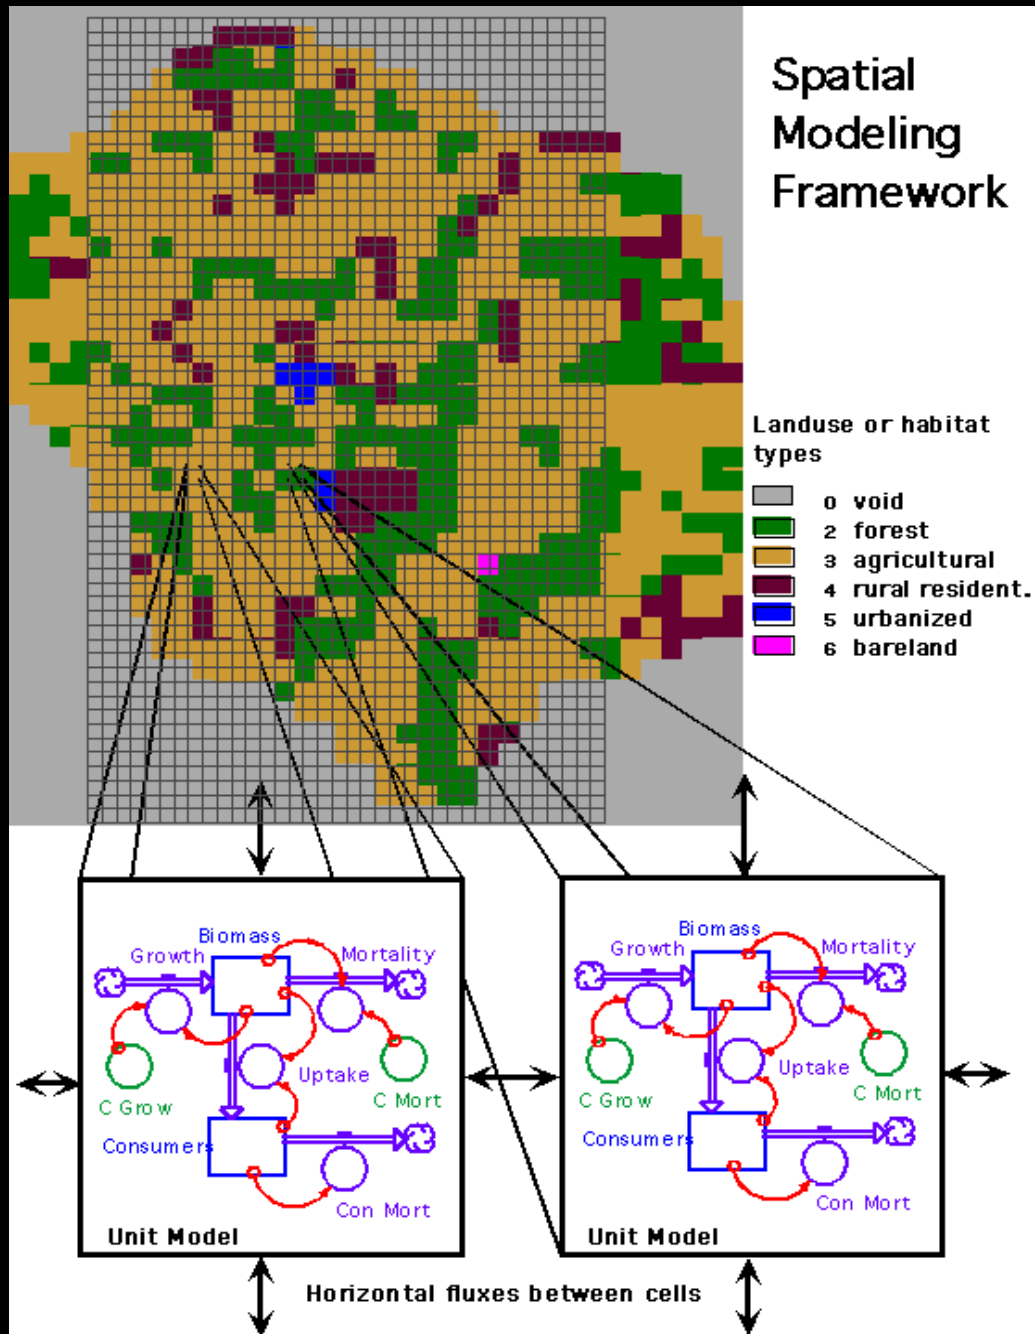 Spatial
Modeling
Framework
Landuse or habitat
types
0 void
2 forest
3 agricultural
4 rural resident.
5 urbanized
6 bareland
Biomass
Growth
Mortality
Uptake
C Grow
C Mort
Consumers
Con Mort
Unit Model
Biomass
Growth
Mortality
Uptake
C Grow
C Mort
Consumers
Con Mort
Unit Model
Horizontal fluxes between cells